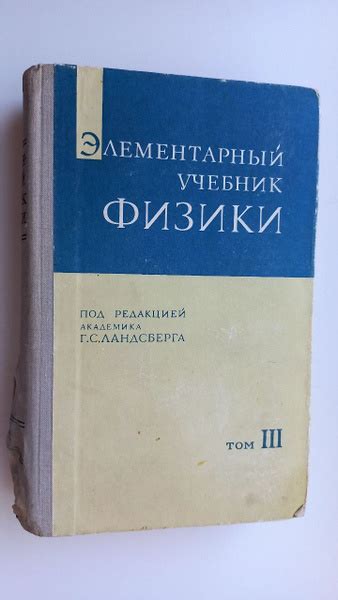 Элементарный
учебник
физики
под редакцией
академика
Г.С.Ландсберга
том III